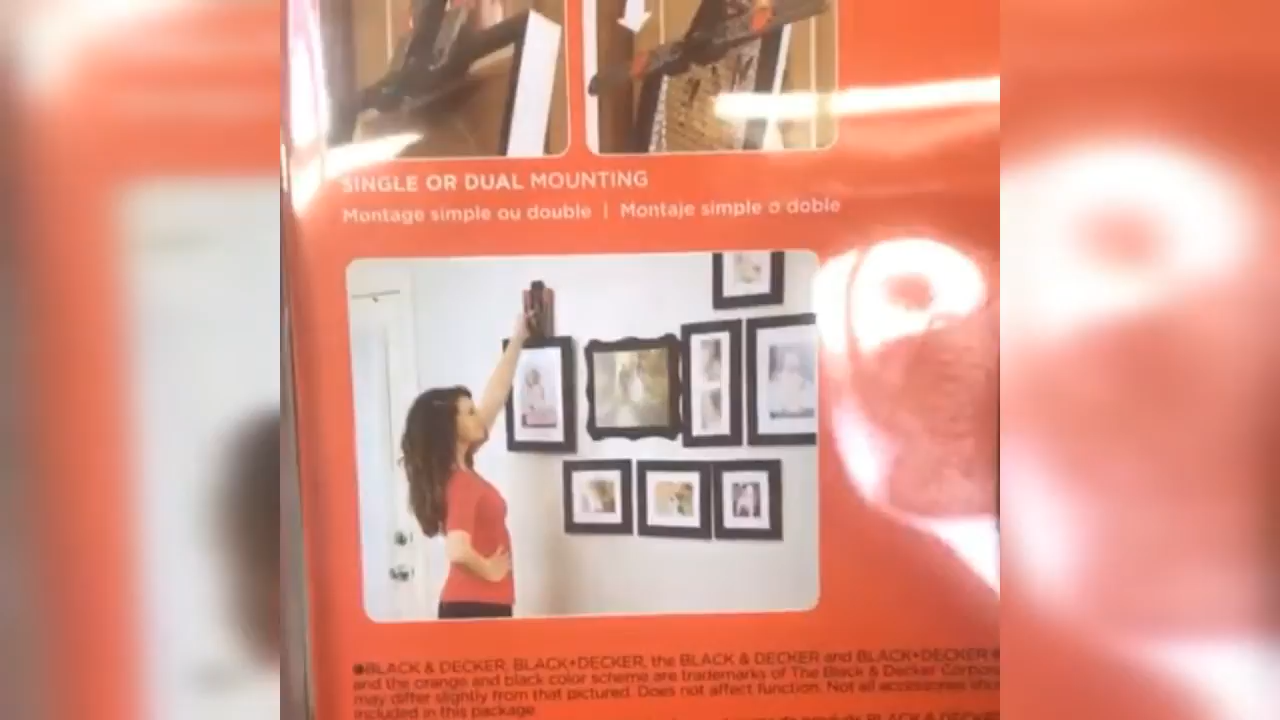 SINGLE OR DUAL MOUNTING
Montage simple ou double | Montaje simple o doble
BLACK & DECKER, BLACK+DECKER, the BLACK & DECKER and BLACK+DECKER
and the orange and black color scheme are trademarks of The Black & Decker
may differ slightly from that pictured. Does not affect function. Not all accessories
included in this package
BLACK & DECKER